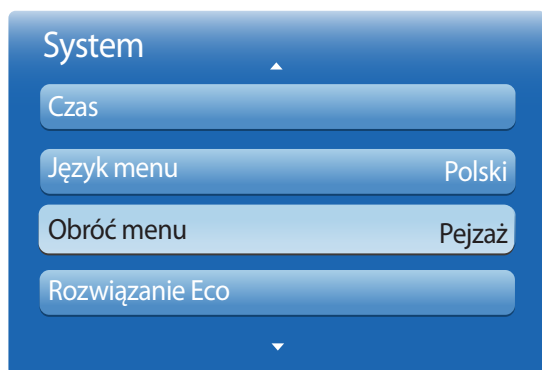 System
Czas
Język menu Polski
Obróć menu Pejzaż
Rozwiązanie Eco